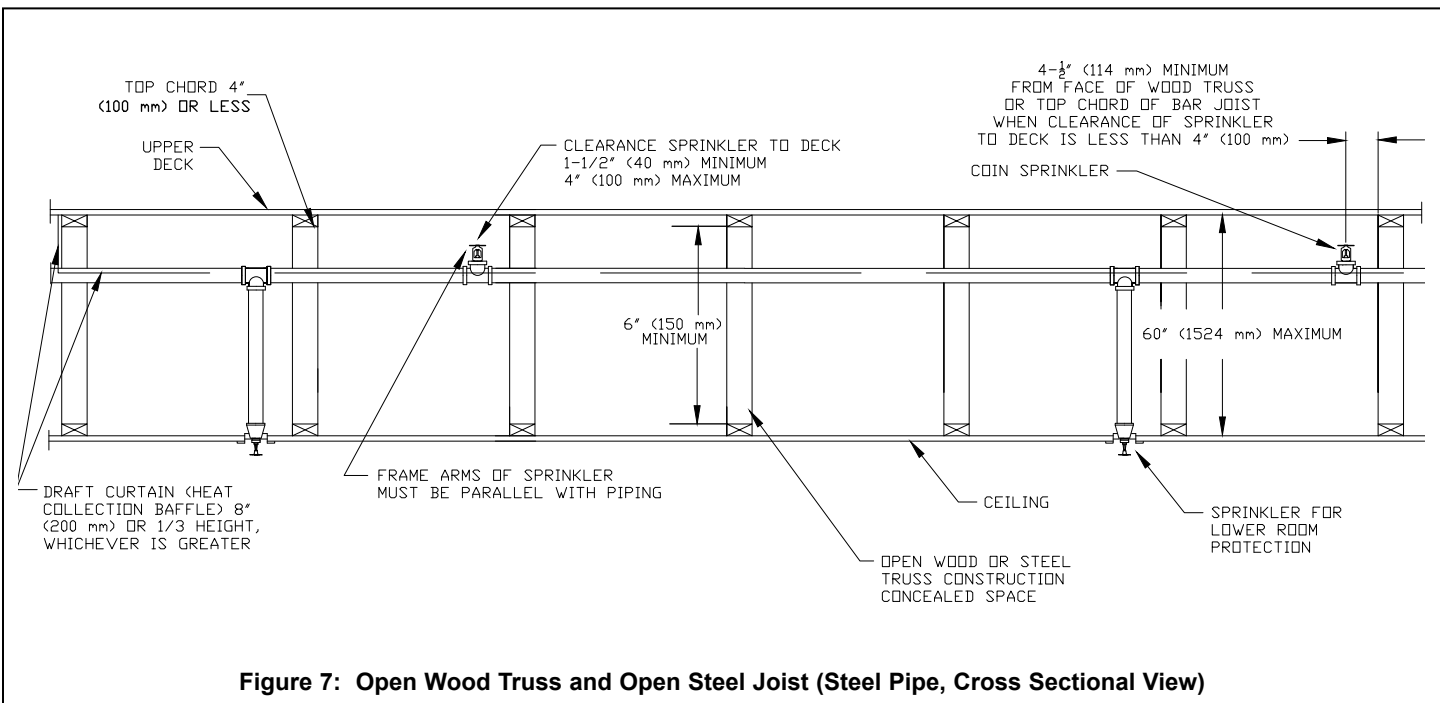 TOP CHORD 4"
(100 mm) OR LESS
UPPER
DECK
CLEARANCE SPRINKLER TO DECK
1-1/2" (40 mm) MINIMUM
4" (100 mm) MAXIMUM
4-½" (114 mm) MINIMUM
FROM FACE OF WOOD TRUSS
OR TOP CHORD OF BAR JOIST
WHEN CLEARANCE OF SPRINKLER
TO DECK IS LESS THAN 4" (100 mm)
COIN SPRINKLER
6" (150 mm)
MINIMUM
60" (1524 mm) MAXIMUM
DRAFT CURTAIN (HEAT
COLLECTION BAFFLE) 8"
(200 mm) OR 1/3 HEIGHT,
WHICHEVER IS GREATER
FRAME ARMS OF SPRINKLER
MUST BE PARALLEL WITH PIPING
CEILING
OPEN WOOD OR STEEL
TRUSS CONSTRUCTION
CONCEALED SPACE
SPRINKLER FOR
LOWER ROOM
PROTECTION
Figure 7: Open Wood Truss and Open Steel Joist (Steel Pipe, Cross Sectional View)